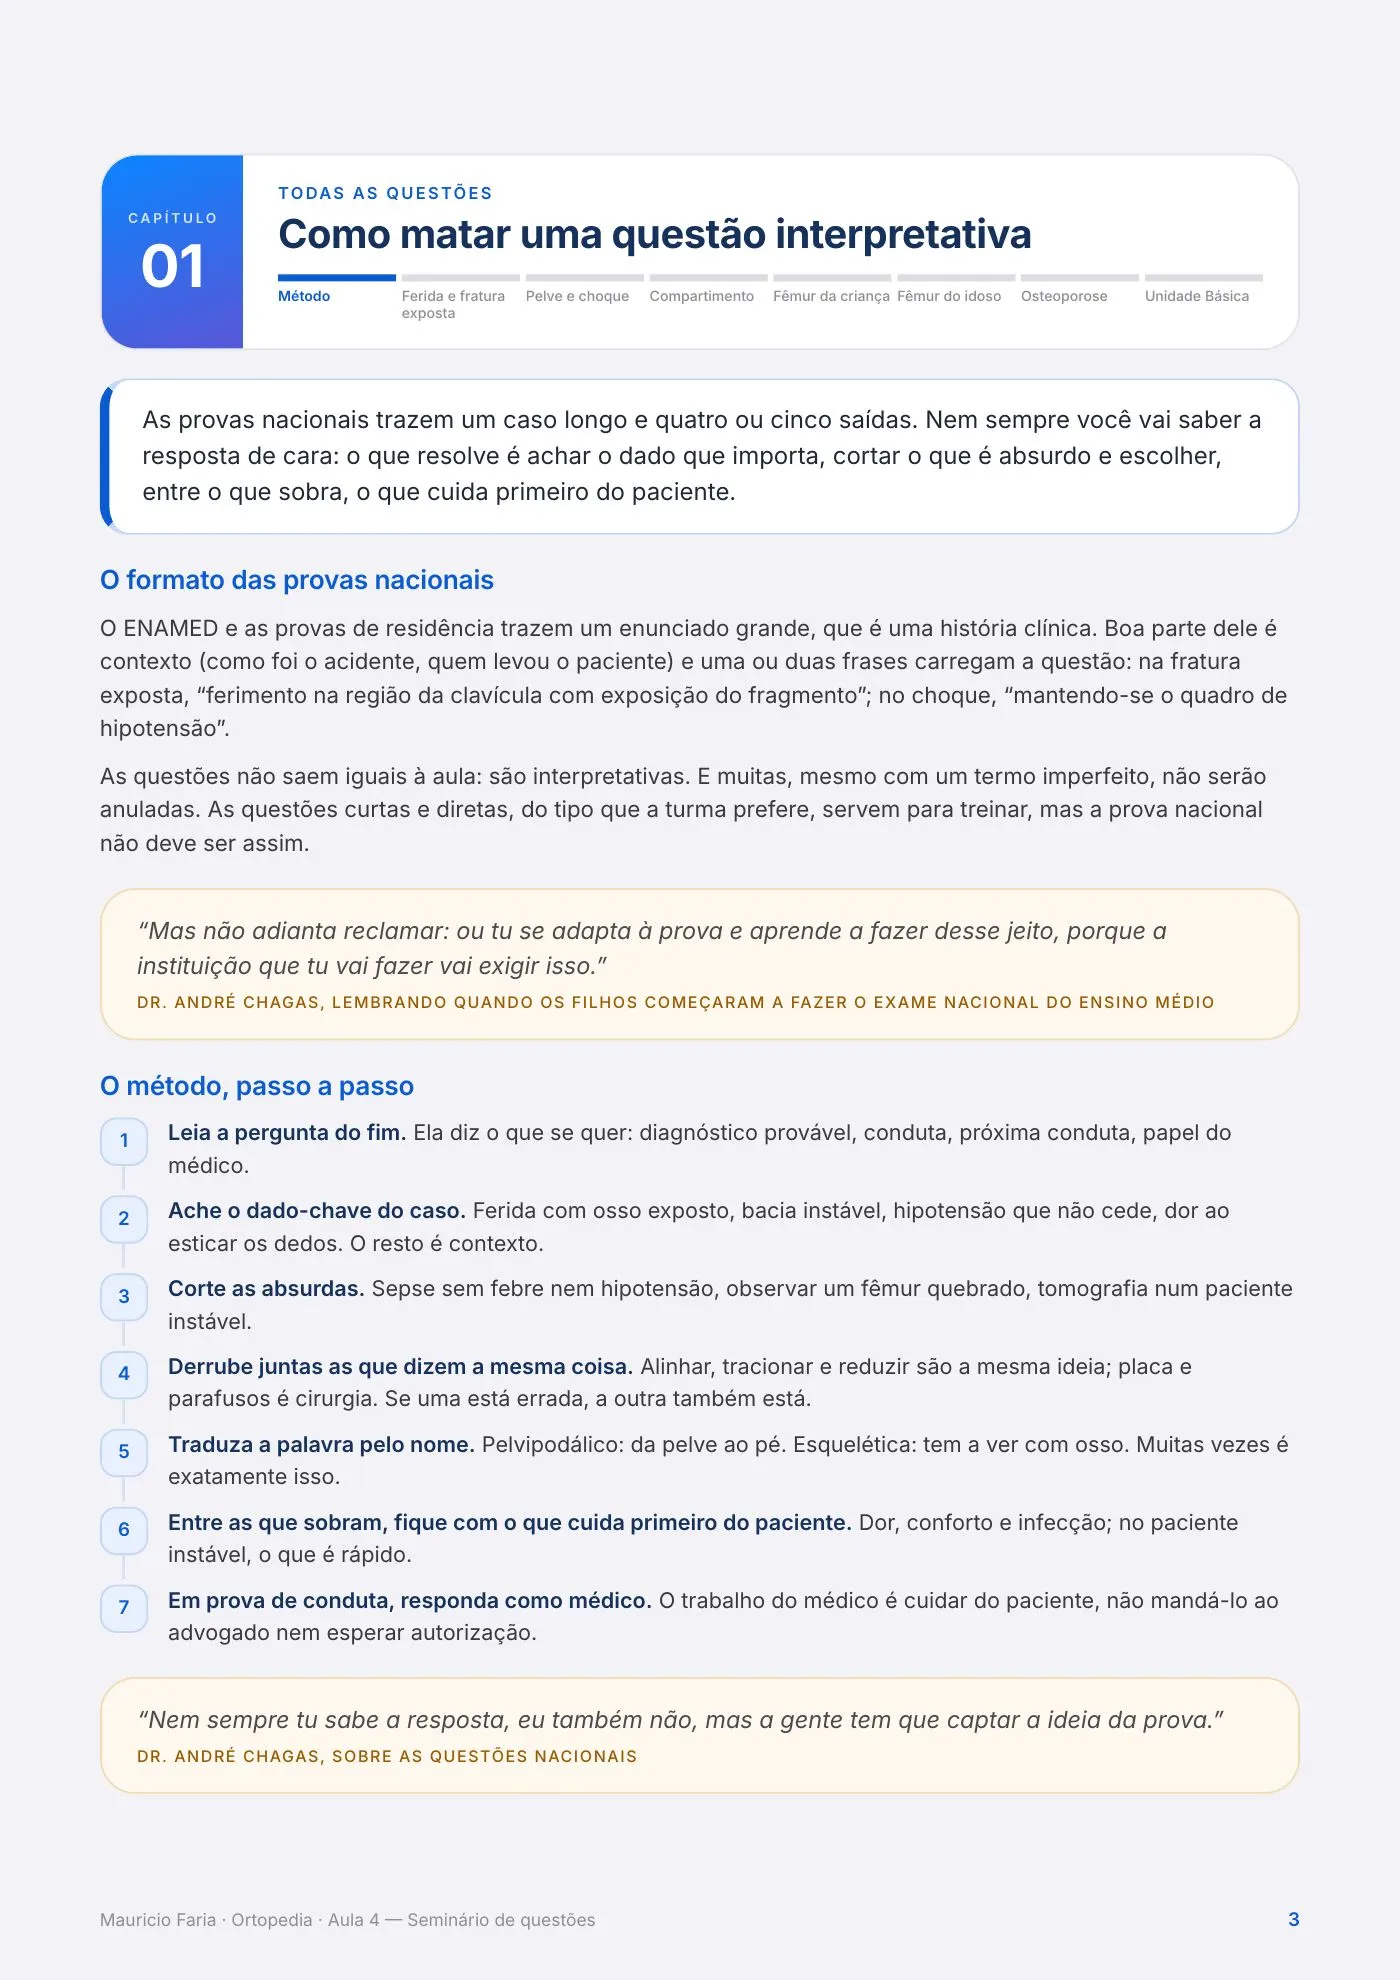 CAPÍTULO
01
TODAS AS QUESTÕES
Como matar uma questão interpretativa
Método
Ferida e fratura
exposta
Pelve e choque
Compartimento
Fêmur da criança
Fêmur do idoso
Osteoporose
Unidade Básica
As provas nacionais trazem um caso longo e quatro ou cinco saídas. Nem sempre você vai saber a
resposta de cara: o que resolve é achar o dado que importa, cortar o que é absurdo e escolher,
entre o que sobra, o que cuida primeiro do paciente.
O formato das provas nacionais
O ENAMED e as provas de residência trazem um enunciado grande, que é uma história clínica. Boa parte dele é
contexto (como foi o acidente, quem levou o paciente) e uma ou duas frases carregam a questão: na fratura
exposta, “ferimento na região da clavícula com exposição do fragmento”; no choque, “mantendo-se o quadro de
hipotensão”.
As questões não saem iguais à aula: são interpretativas. E muitas, mesmo com um termo imperfeito, não serão
anuladas. As questões curtas e diretas, do tipo que a turma prefere, servem para treinar, mas a prova nacional
não deve ser assim.
“Mas não adianta reclamar: ou tu se adapta à prova e aprende a fazer desse jeito, porque a
instituição que tu vai fazer vai exigir isso.”
DR. ANDRÉ CHAGAS, LEMBRANDO QUANDO OS FILHOS COMEÇARAM A FAZER O EXAME NACIONAL DO ENSINO MÉDIO
O método, passo a passo
1 Leia a pergunta do fim. Ela diz o que se quer: diagnóstico provável, conduta, próxima conduta, papel do
médico.
2 Ache o dado-chave do caso. Ferida com osso exposto, bacia instável, hipotensão que não cede, dor ao
esticar os dedos. O resto é contexto.
3 Corte as absurdas. Sepse sem febre nem hipotensão, observar um fêmur quebrado, tomografia num paciente
instável.
4 Derrube juntas as que dizem a mesma coisa. Alinhar, tracionar e reduzir são a mesma ideia; placa e
parafusos é cirurgia. Se uma está errada, a outra também está.
5 Traduza a palavra pelo nome. Pelvipodálico: da pelve ao pé. Esquelética: tem a ver com osso. Muitas vezes é
exatamente isso.
6 Entre as que sobram, fique com o que cuida primeiro do paciente. Dor, conforto e infecção; no paciente
instável, o que é rápido.
7 Em prova de conduta, responda como médico. O trabalho do médico é cuidar do paciente, não mandá-lo ao
advogado nem esperar autorização.
“Nem sempre tu sabe a resposta, eu também não, mas a gente tem que captar a ideia da prova.”
DR. ANDRÉ CHAGAS, SOBRE AS QUESTÕES NACIONAIS
Mauricio Faria · Ortopedia · Aula 4 — Seminário de questões
3